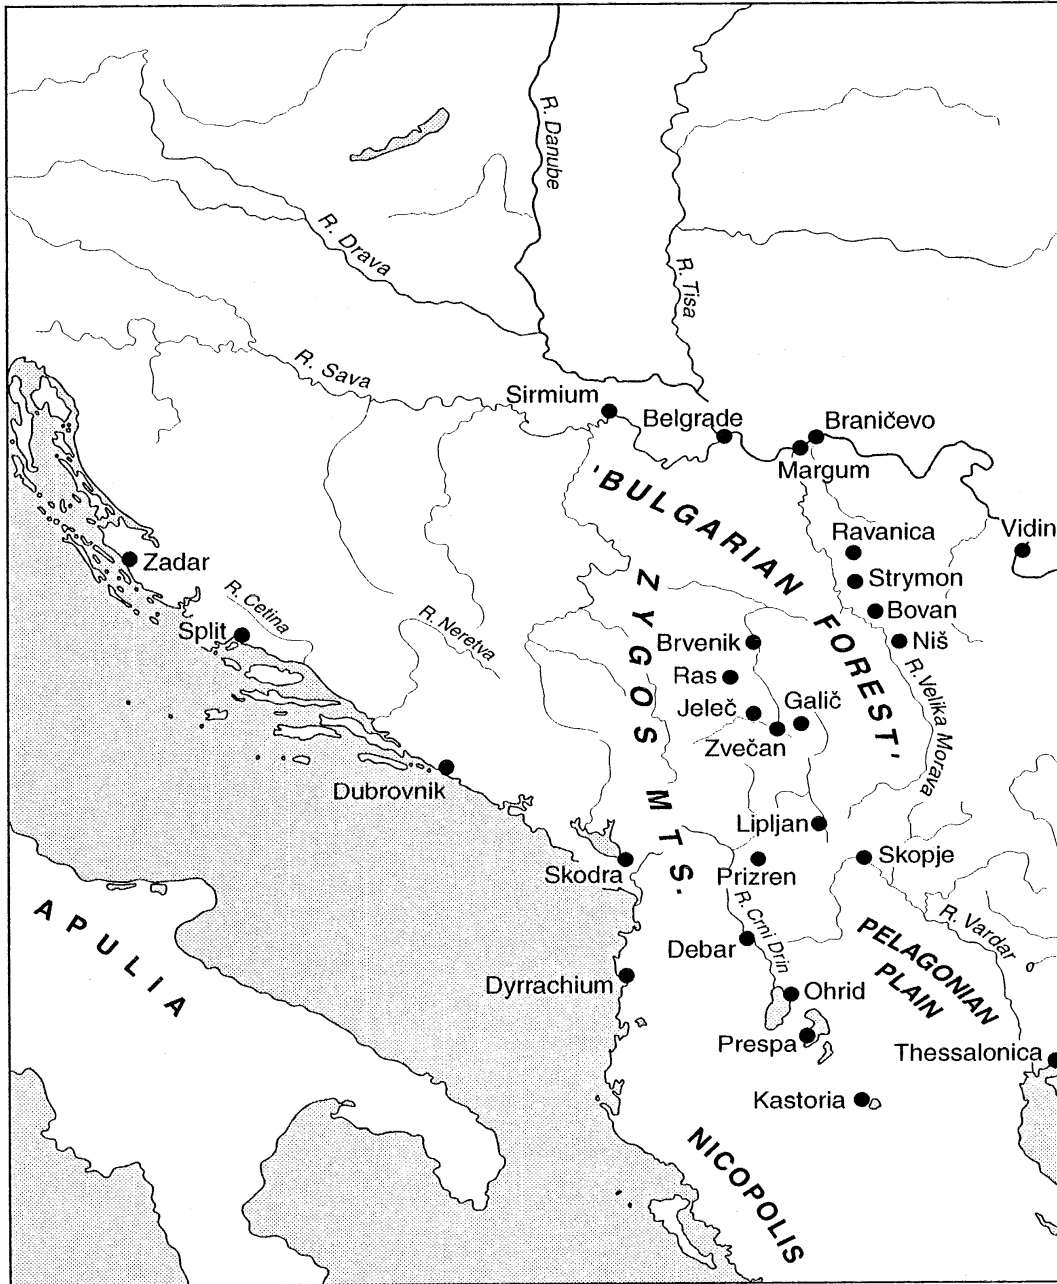 R. Danube
R. Drava
R. Tisa
R. Sava
Sirmium
Belgrade
Braničevo
Margum
'BULGARIAN FOREST'
Ravanica
Vidin
Zadar
Strymon
ZYGOS MTS.
R. Cetina
Bovan
R. Neretva
Split
Brvenik
Niš
Ras
R. Velika Morava
Jeleč
Galič
Zvečan
Dubrovnik
Lipljan
Skodra
Prizren
Skopje
APULIA
R. Crni Drin
R. Vardar
Debar
PELAGONIAN
PLAIN
Dyrrachium
Ohrid
Prespa
Thessalonica
Kastoria
NICOPOLIS